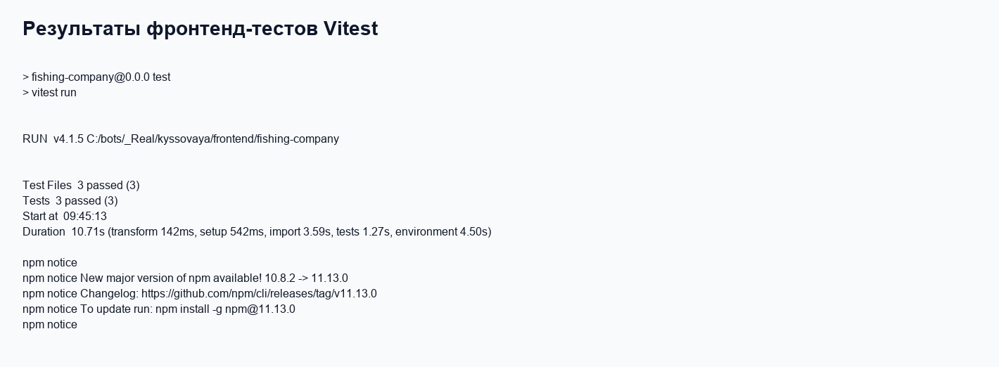 Результаты фронтенд-тестов Vitest
> fishing-company@0.0.0 test
> vitest run
RUN  v4.1.5 C:/bots/_Real/kyssovaya/frontend/fishing-company
Test Files  3 passed (3)
Tests  3 passed (3)
Start at  09:45:13
Duration  10.71s (transform 142ms, setup 542ms, import 3.59s, tests 1.27s, environment 4.50s)
npm notice
npm notice New major version of npm available! 10.8.2 -> 11.13.0
npm notice Changelog: https://github.com/npm/cli/releases/tag/v11.13.0
npm notice To update run: npm install -g npm@11.13.0
npm notice